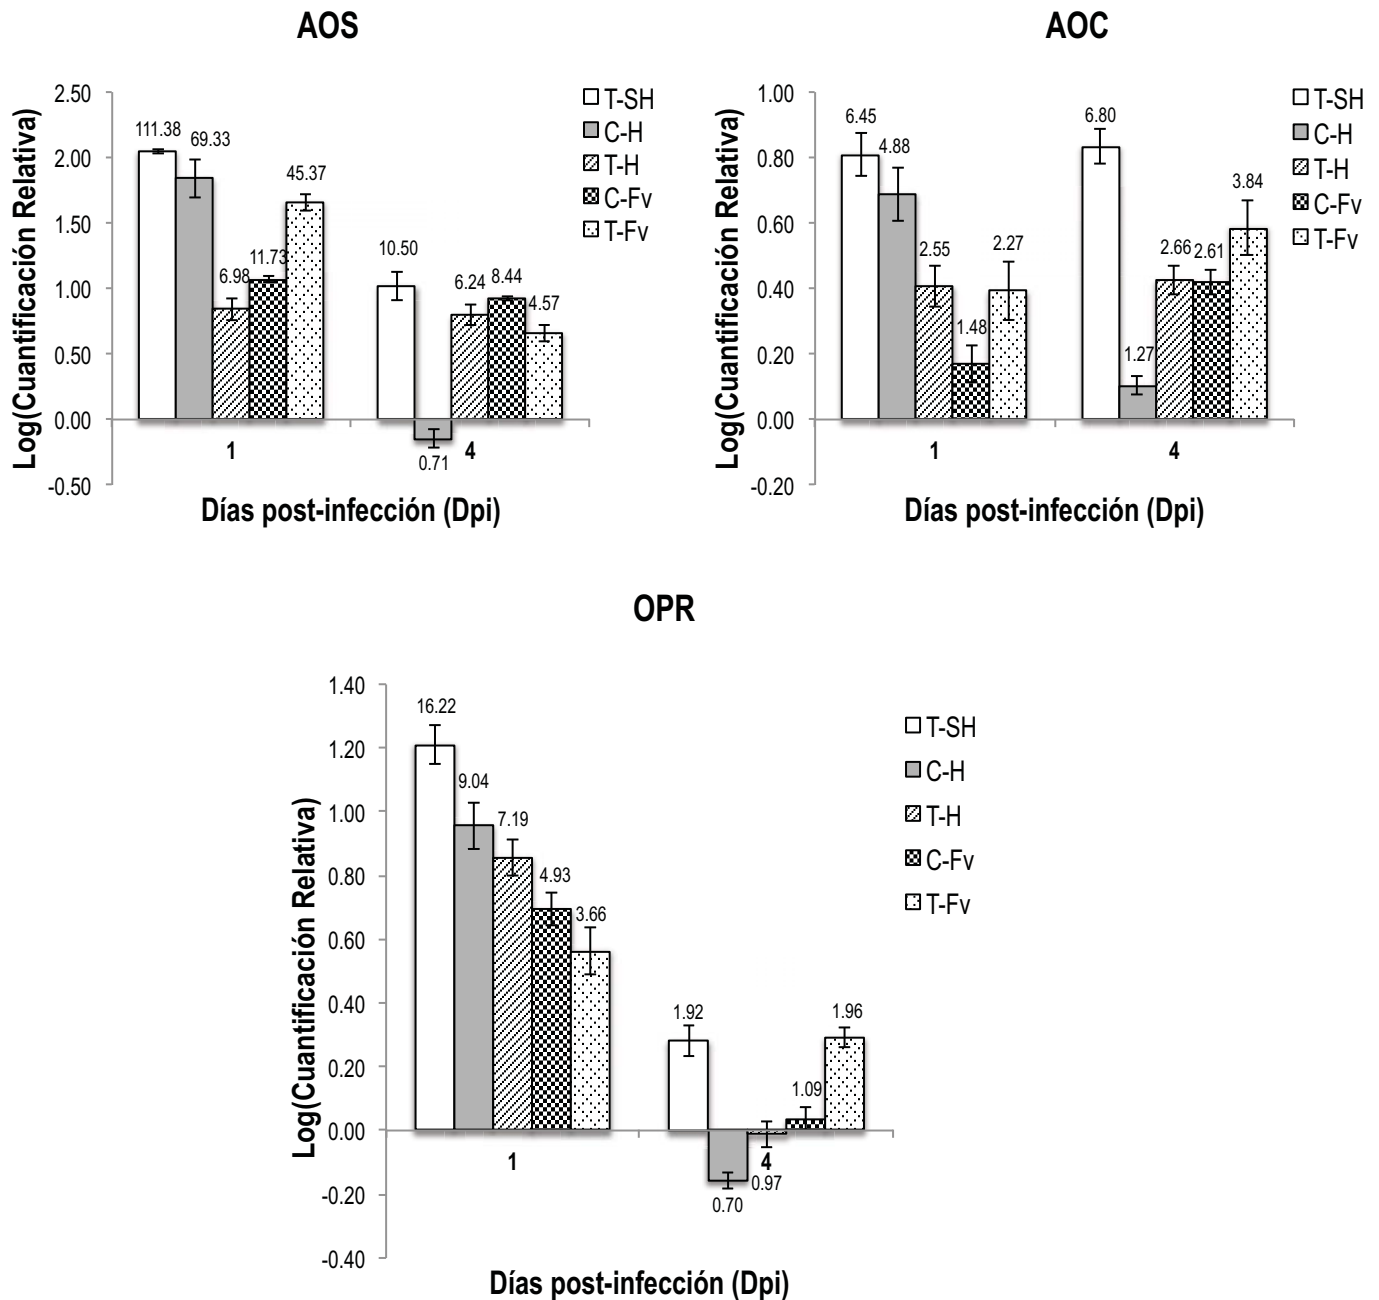 AOS
Log(Cuantificación Relativa)
2.50
2.00
1.50
1.00
0.50
0.00
-0.50
111.38
69.33
6.98
11.73
45.37
10.50
0.71
6.24
8.44
4.57
1
4
Días post-infección (Dpi)
T-SH
C-H
T-H
C-Fv
T-Fv
AOC
Log(Cuantificación Relativa)
1.00
0.80
0.60
0.40
0.20
0.00
-0.20
6.45
4.88
2.55
1.48
2.27
6.80
1.27
2.66
2.61
3.84
1
4
Días post-infección (Dpi)
T-SH
C-H
T-H
C-Fv
T-Fv
OPR
Log(Cuantificación Relativa)
1.40
1.20
1.00
0.80
0.60
0.40
0.20
0.00
-0.20
-0.40
16.22
9.04
7.19
4.93
3.66
1.92
0.70
0.97
1.09
1.96
1
4
Días post-infección (Dpi)
T-SH
C-H
T-H
C-Fv
T-Fv